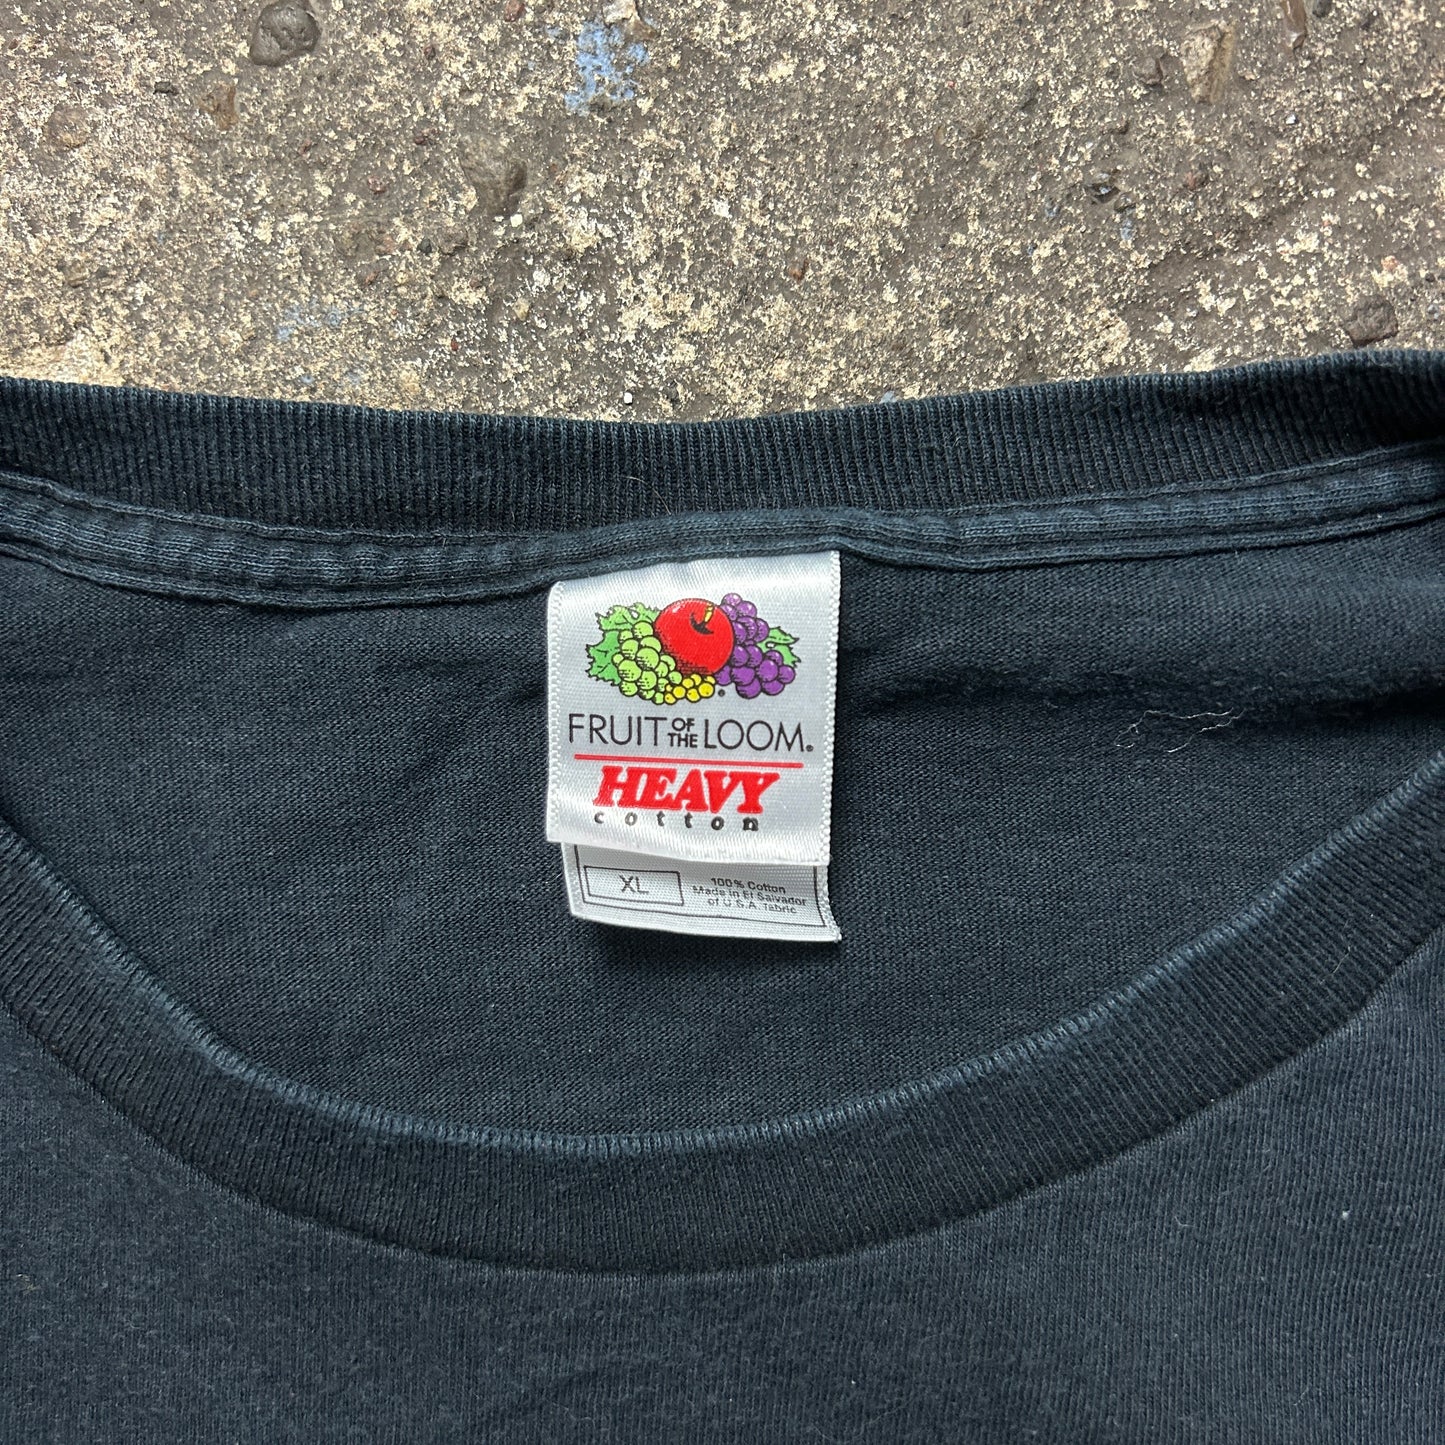 FRUIT OF THE LOOM®
HEAVY
cotton
XL
100% Cotton
Made in El Salvador
of U.S.A. fabric